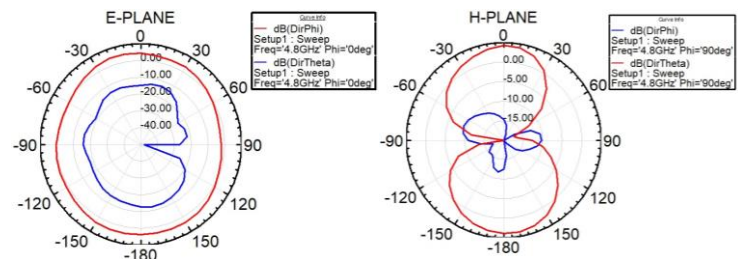 E-PLANE
Curve Info
dB(DirPhi)
Setup1 : Sweep
Freq='4.8GHz' Phi='0deg'
dB(DirTheta)
Setup1 : Sweep
Freq='4.8GHz' Phi='0deg'
0
-30 30
-60 60
-90 90
-120 120
-150 150
-180
0.00
-10.00
-20.00
-30.00
-40.00
H-PLANE
Curve Info
dB(DirPhi)
Setup1 : Sweep
Freq='4.8GHz' Phi='90deg'
dB(DirTheta)
Setup1 : Sweep
Freq='4.8GHz' Phi='90deg'
0
-30 30
-60 60
-90 90
-120 120
-150 150
-180
0.00
-5.00
-10.00
-15.00